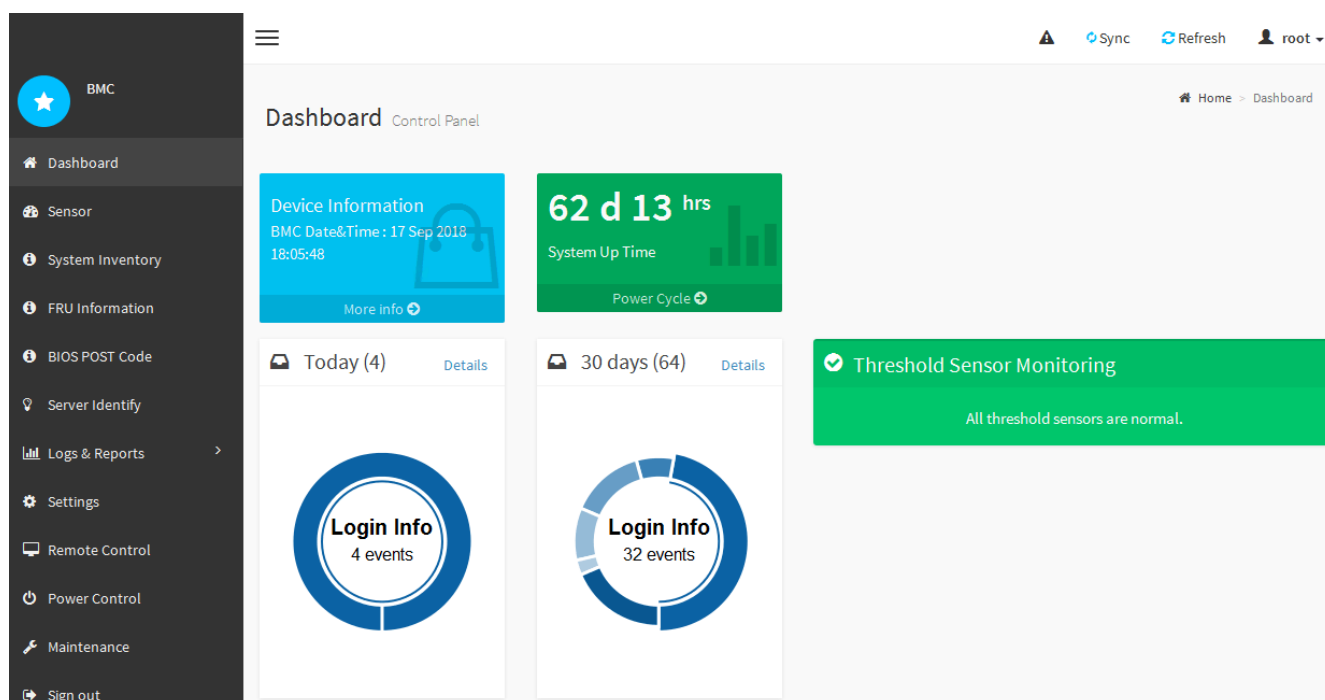 Sync Refresh root
BMC
Home > Dashboard
Dashboard Control Panel
Dashboard
Sensor
System Inventory
FRU Information
BIOS POST Code
Server Identify
Logs & Reports >
Settings
Remote Control
Power Control
Maintenance
Sign out
Device Information
BMC Date&Time : 17 Sep 2018
18:05:48
More info
62 d 13 hrs
System Up Time
Power Cycle
Today (4) Details
Login Info
4 events
30 days (64) Details
Login Info
32 events
Threshold Sensor Monitoring
All threshold sensors are normal.